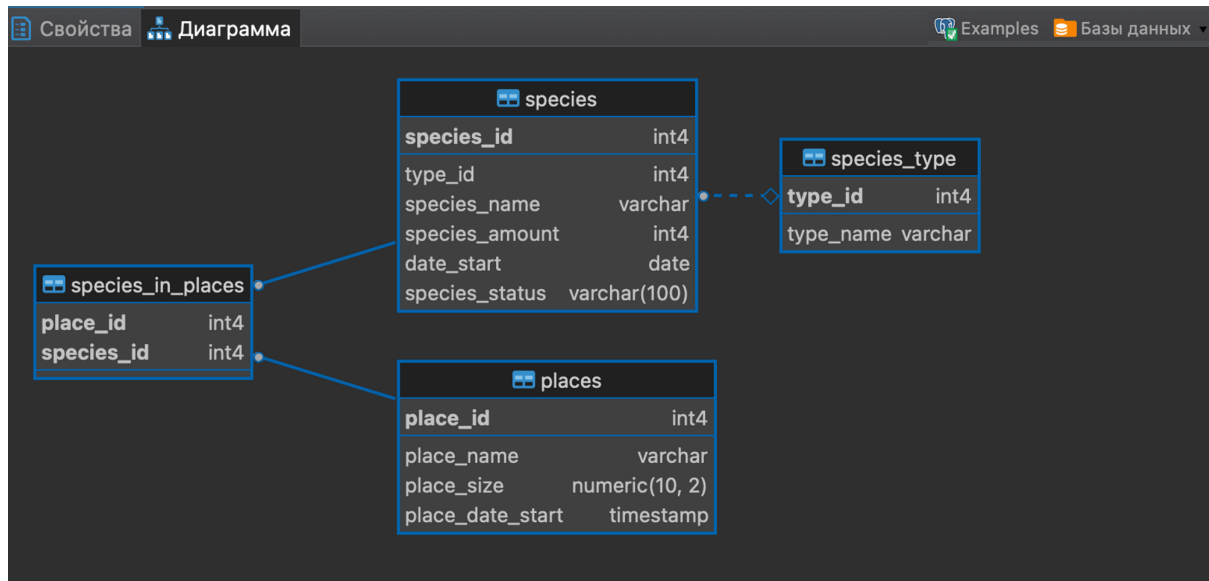 Свойства Диаграмма Examples Базы данных
species
species_id int4
type_id int4
species_name varchar
species_amount int4
date_start date
species_status varchar(100)
species_type
type_id int4
type_name varchar
species_in_places
place_id int4
species_id int4
places
place_id int4
place_name varchar
place_size numeric(10, 2)
place_date_start timestamp